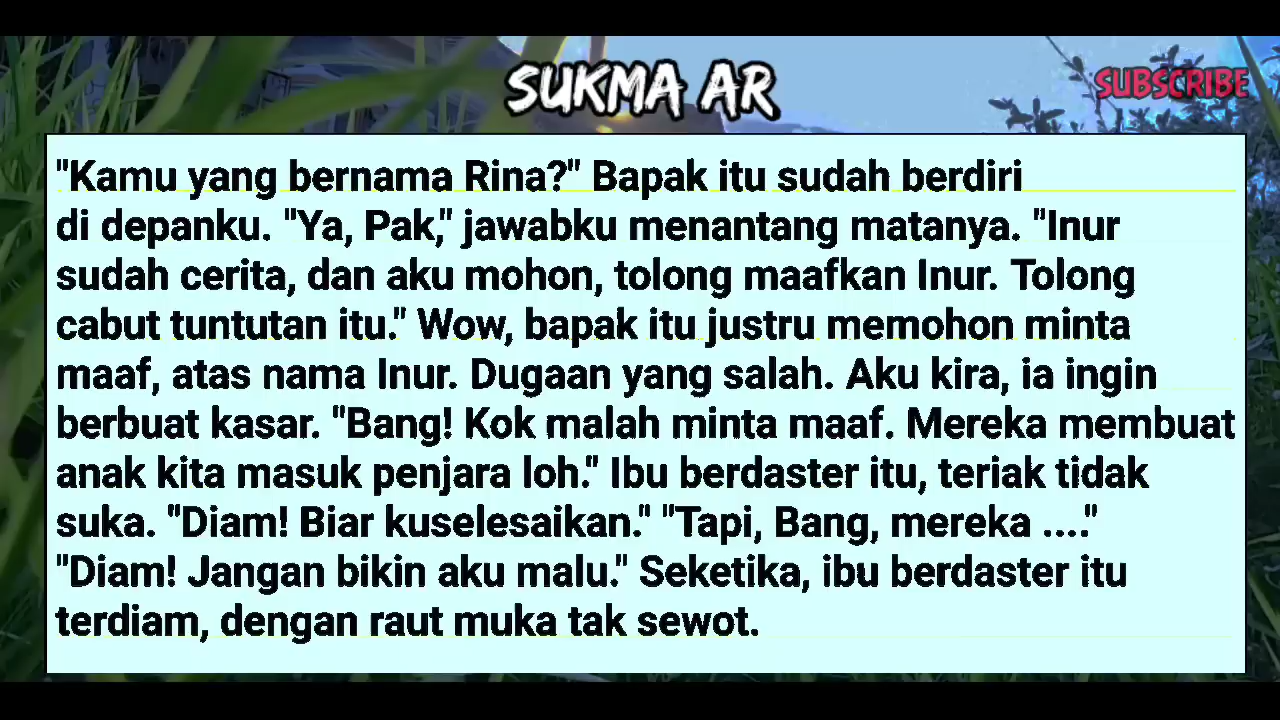 SUKMA AR
SUBSCRIBE
"Kamu yang bernama Rina?" Bapak itu sudah berdiri
di depanku. "Ya, Pak," jawabku menantang matanya. "Inur
sudah cerita, dan aku mohon, tolong maafkan Inur. Tolong
cabut tuntutan itu." Wow, bapak itu justru memohon minta
maaf, atas nama Inur. Dugaan yang salah. Aku kira, ia ingin
berbuat kasar. "Bang! Kok malah minta maaf. Mereka membuat
anak kita masuk penjara loh." Ibu berdaster itu, teriak tidak
suka. "Diam! Biar kuselesaikan." "Tapi, Bang, mereka ...."
"Diam! Jangan bikin aku malu." Seketika, ibu berdaster itu
terdiam, dengan raut muka tak sewot.